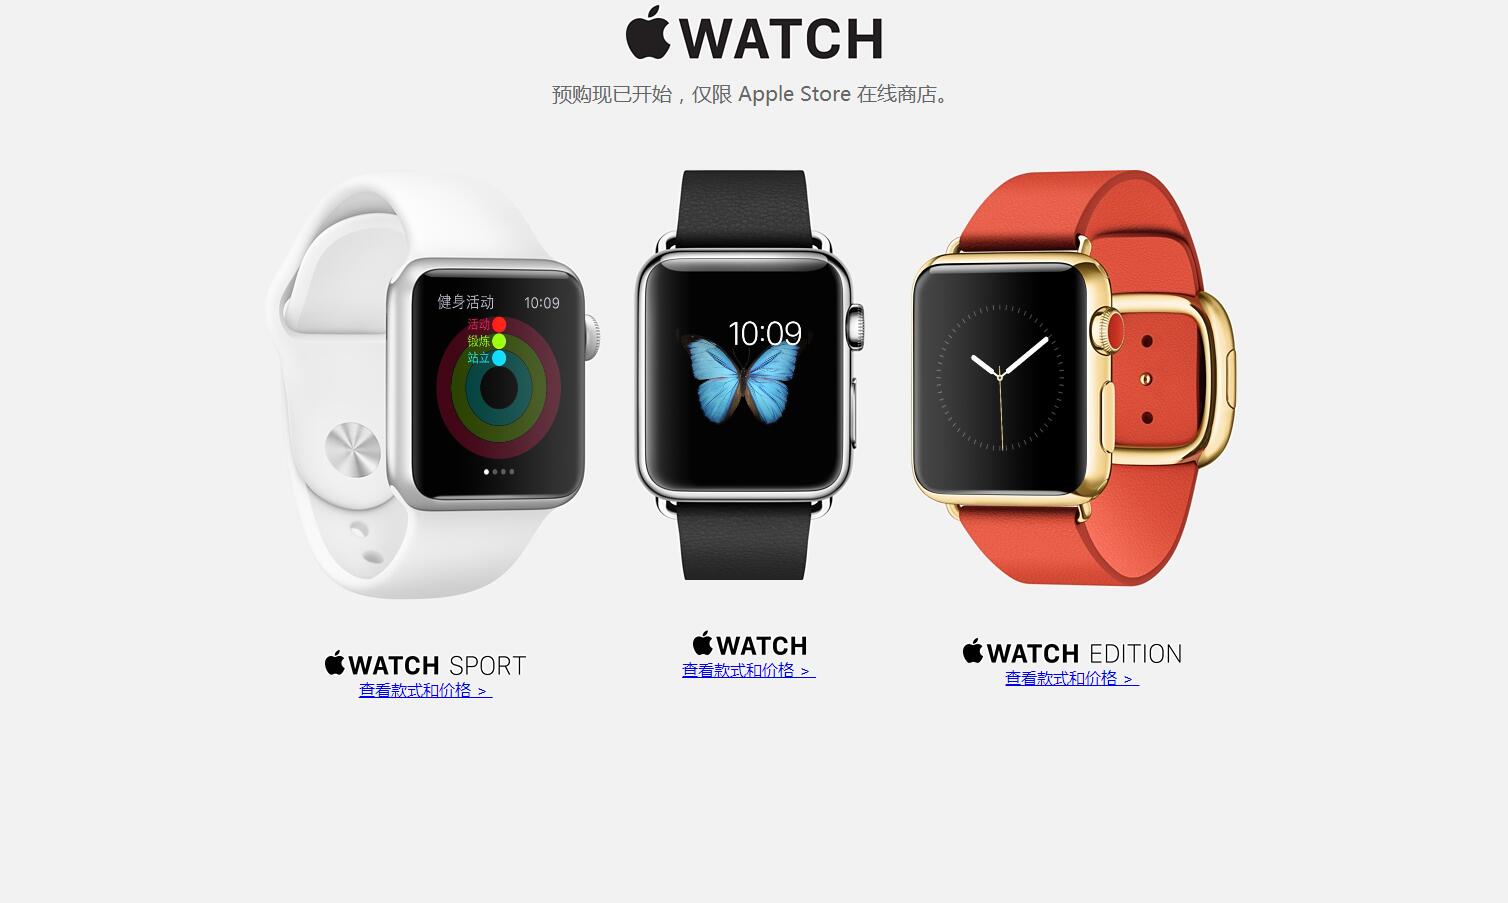 WATCH
预购现已开始，仅限 Apple Store 在线商店。
健身活动 10:09
活动
锻炼
站立
10:09
WATCH SPORT
查看款式和价格 >
WATCH
查看款式和价格 >
WATCH EDITION
查看款式和价格 >